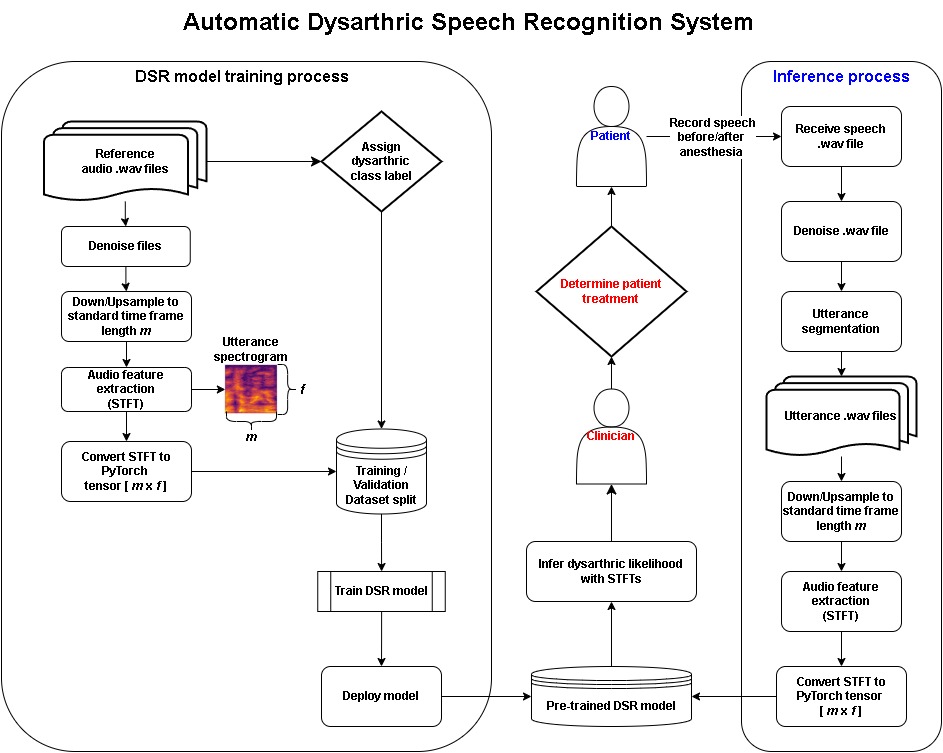 Automatic Dysarthric Speech Recognition System
DSR model training process
Reference
audio .wav files
Assign
dysarthric
class label
Denoise files
Down/Upsample to
standard time frame
length m
Audio feature
extraction
(STFT)
Utterance
spectrogram
f
m
Convert STFT to
PyTorch
tensor [ m x f ]
Training /
Validation
Dataset split
Train DSR model
Deploy model
Patient
Record speech
before/after
anesthesia
Determine patient
treatment
Clinician
Infer dysarthric likelihood
with STFTs
Pre-trained DSR model
Inference process
Receive speech
.wav file
Denoise .wav file
Utterance
segmentation
Utterance .wav files
Down/Upsample to
standard time frame
length m
Audio feature
extraction
(STFT)
Convert STFT to
PyTorch tensor
[ m x f ]